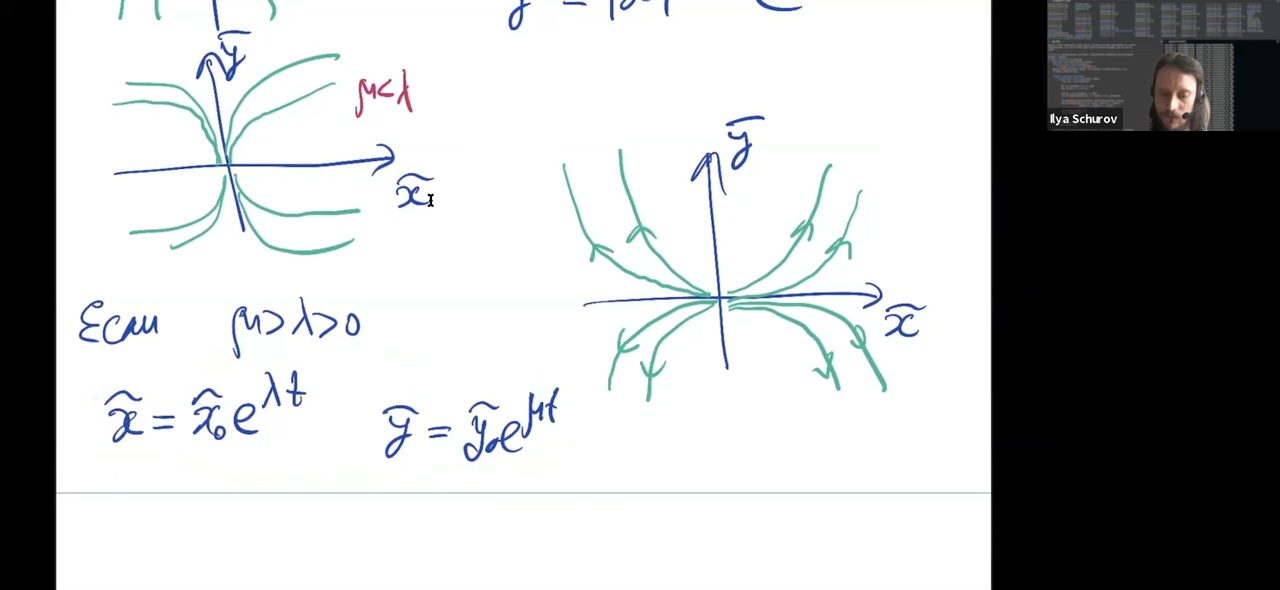 ỹ
μ<λ
x̃
ỹ
x̃
Если μ>λ>0
x̃ = x̃₀e^{λt} ỹ = ỹ₀e^{μt}
Ilya Schurov